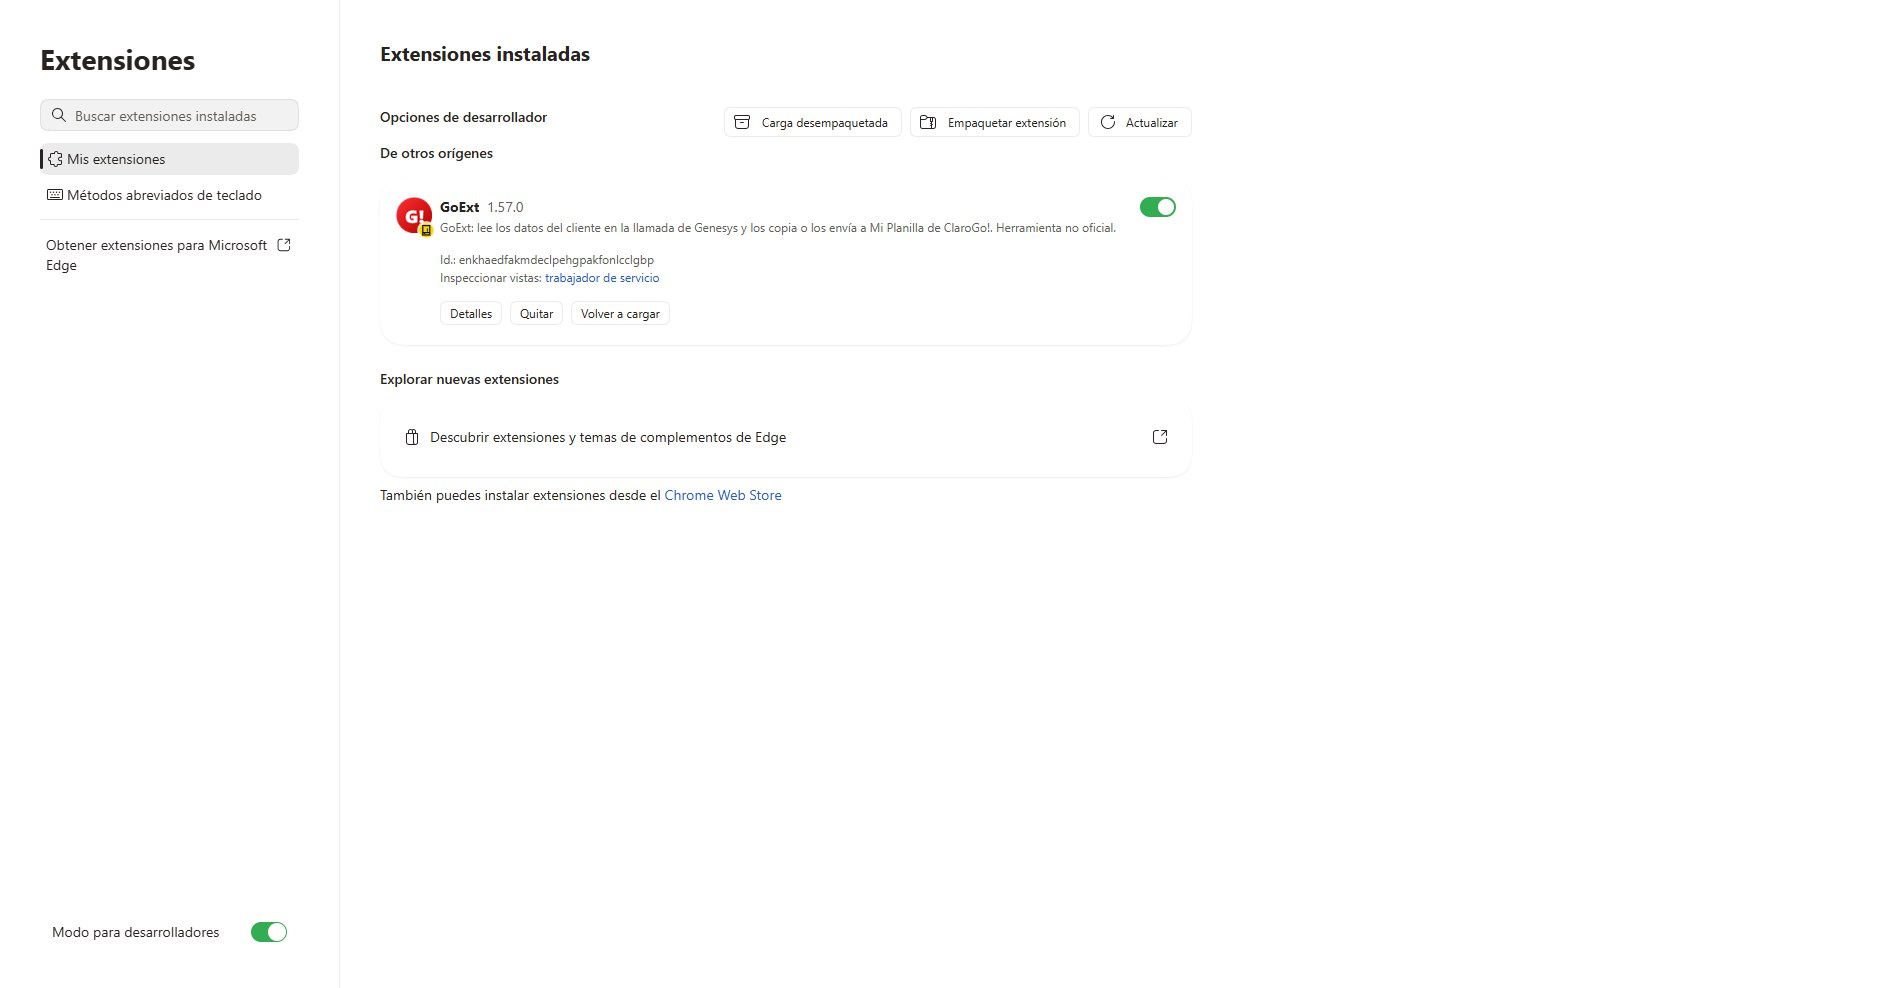 Extensiones
Buscar extensiones instaladas
Mis extensiones
Métodos abreviados de teclado
Obtener extensiones para Microsoft
Edge
Modo para desarrolladores
Extensiones instaladas
Opciones de desarrollador
Carga desempaquetada
Empaquetar extensión
Actualizar
De otros orígenes
G!
GoExt 1.57.0
GoExt: lee los datos del cliente en la llamada de Genesys y los copia o los envía a Mi Planilla de ClaroGo!. Herramienta no oficial.
Id.: enkhaedfakmdeclpehgpakfonlcclgbp
Inspeccionar vistas: trabajador de servicio
Detalles
Quitar
Volver a cargar
Explorar nuevas extensiones
Descubrir extensiones y temas de complementos de Edge
También puedes instalar extensiones desde el Chrome Web Store